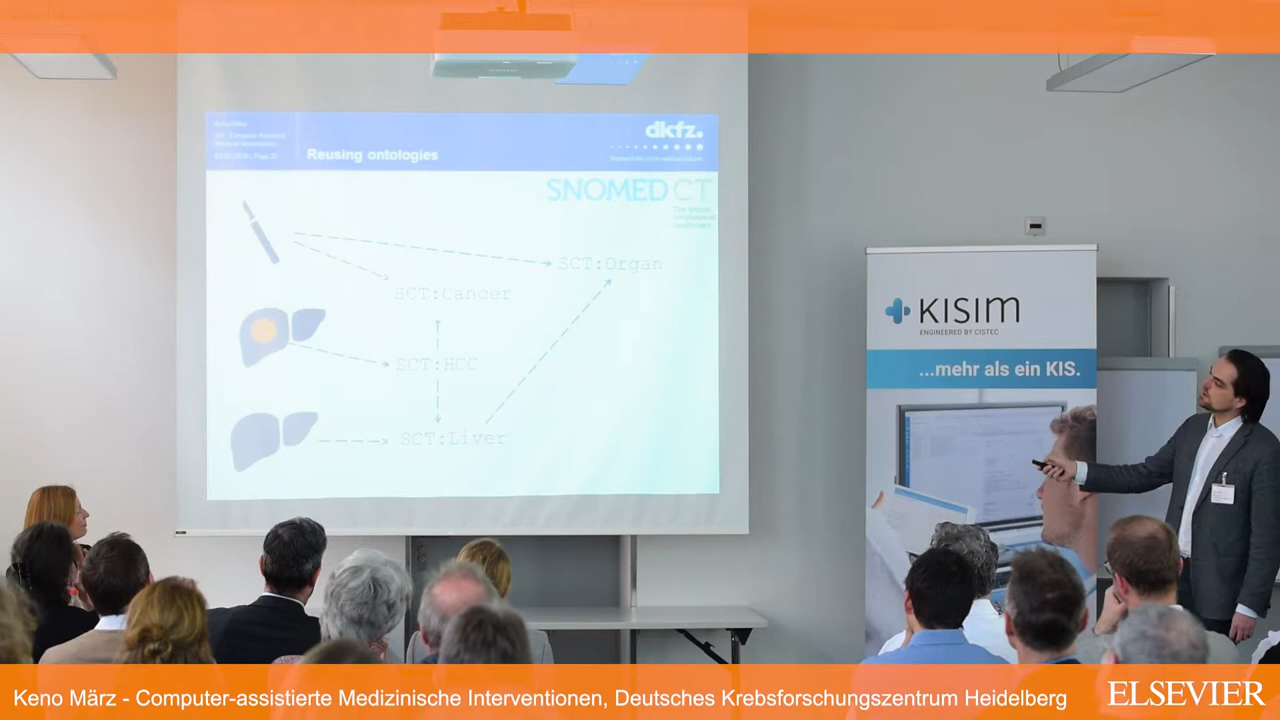 dkfz.
Reusing ontologies
SNOMED CT
SCT:Organ
SCT:Cancer
SCT:HCC
SCT:Liver
KISIM
ENGINEERED BY CISTEC
...mehr als ein KIS.
Keno März - Computer-assistierte Medizinische Interventionen, Deutsches Krebsforschungszentrum Heidelberg
ELSEVIER